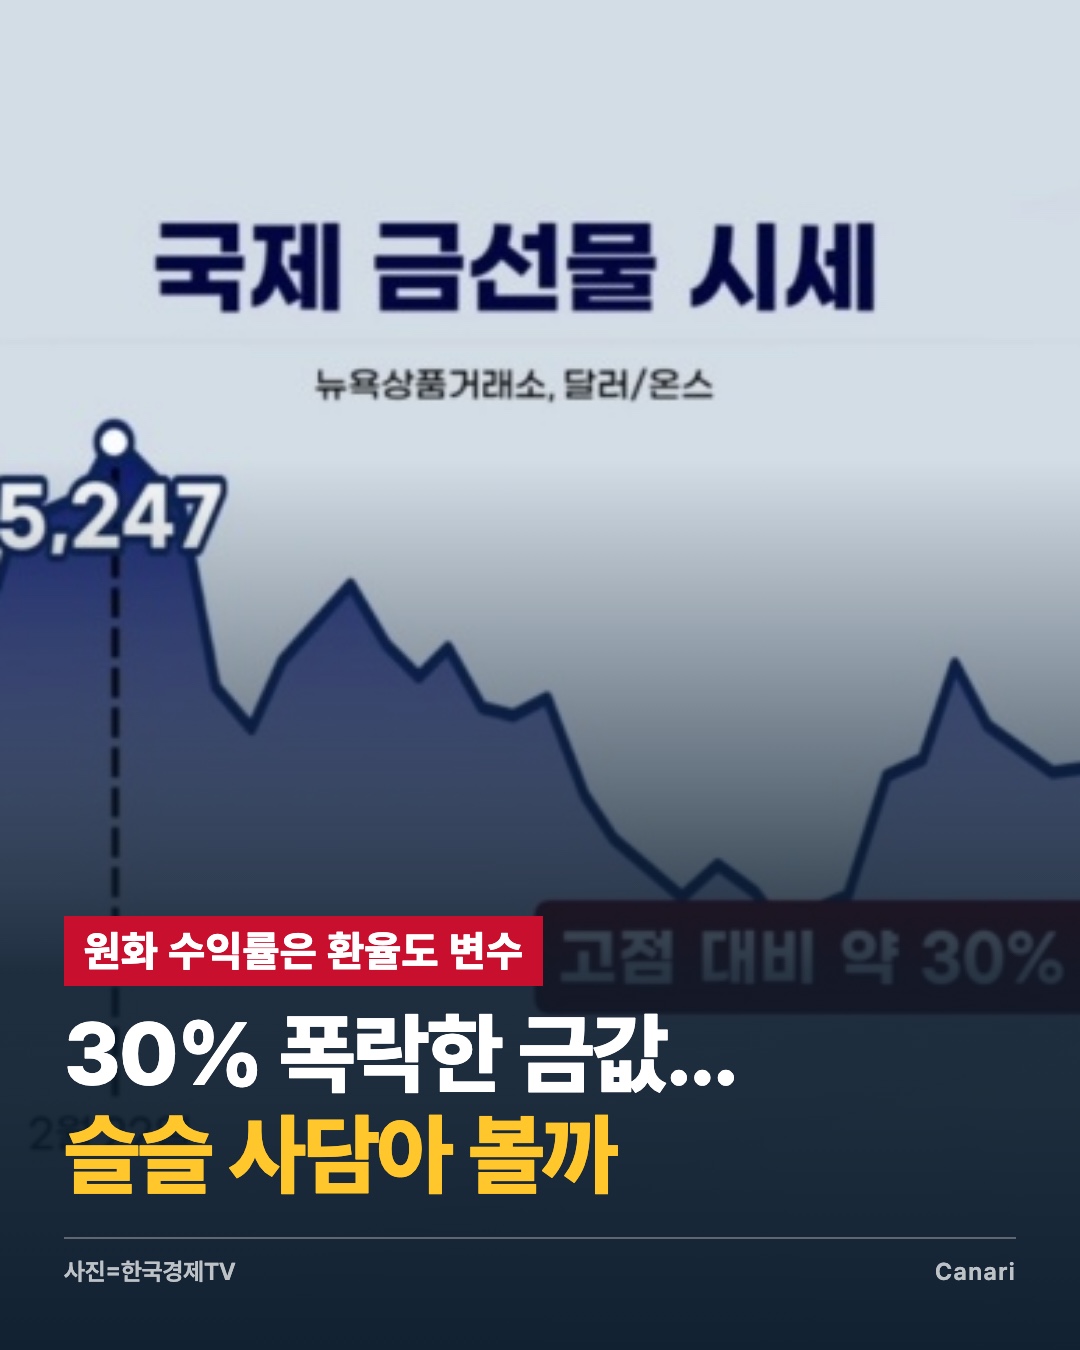 국제 금선물 시세
뉴욕상품거래소, 달러/온스
5,247
고점 대비 약 30%
원화 수익률은 환율도 변수
30% 폭락한 금값...
슬슬 사담아 볼까
사진=한국경제TV
Canari